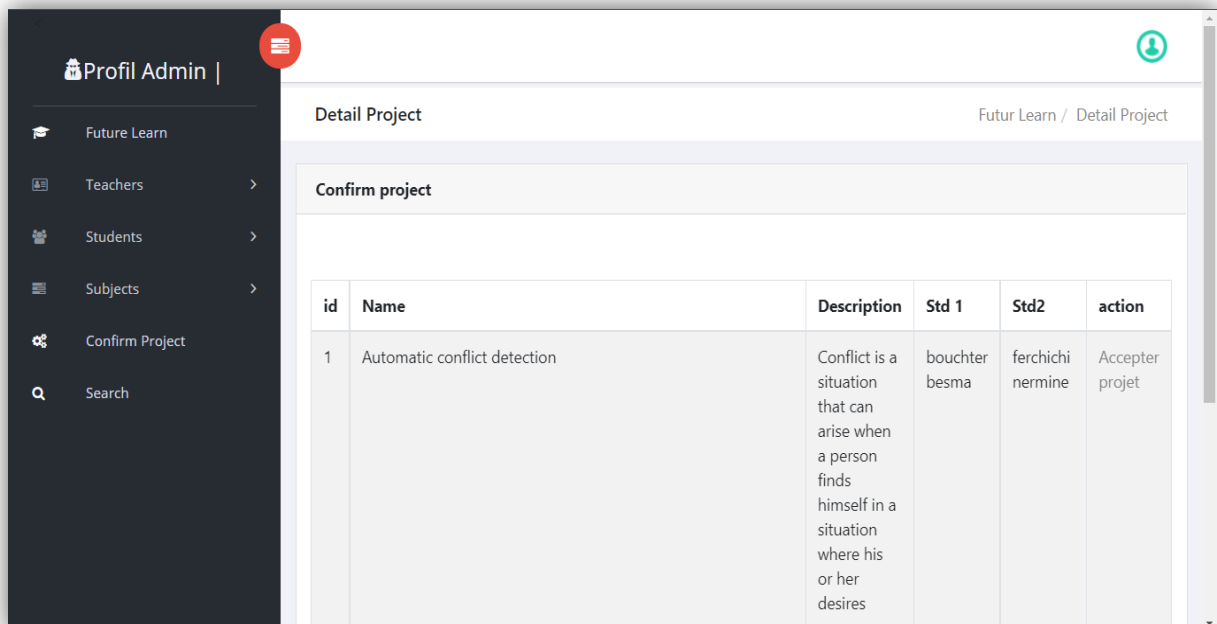 Profil Admin |
Future Learn
Teachers
Students
Subjects
Confirm Project
Search
Detail Project
Futur Learn / Detail Project
Confirm project
id Name Description Std 1 Std2 action
1 Automatic conflict detection Conflict is a bouchter ferchichi Accepter
situation besma nermine projet
that can
arise when
a person
finds
himself in a
situation
where his
or her
desires